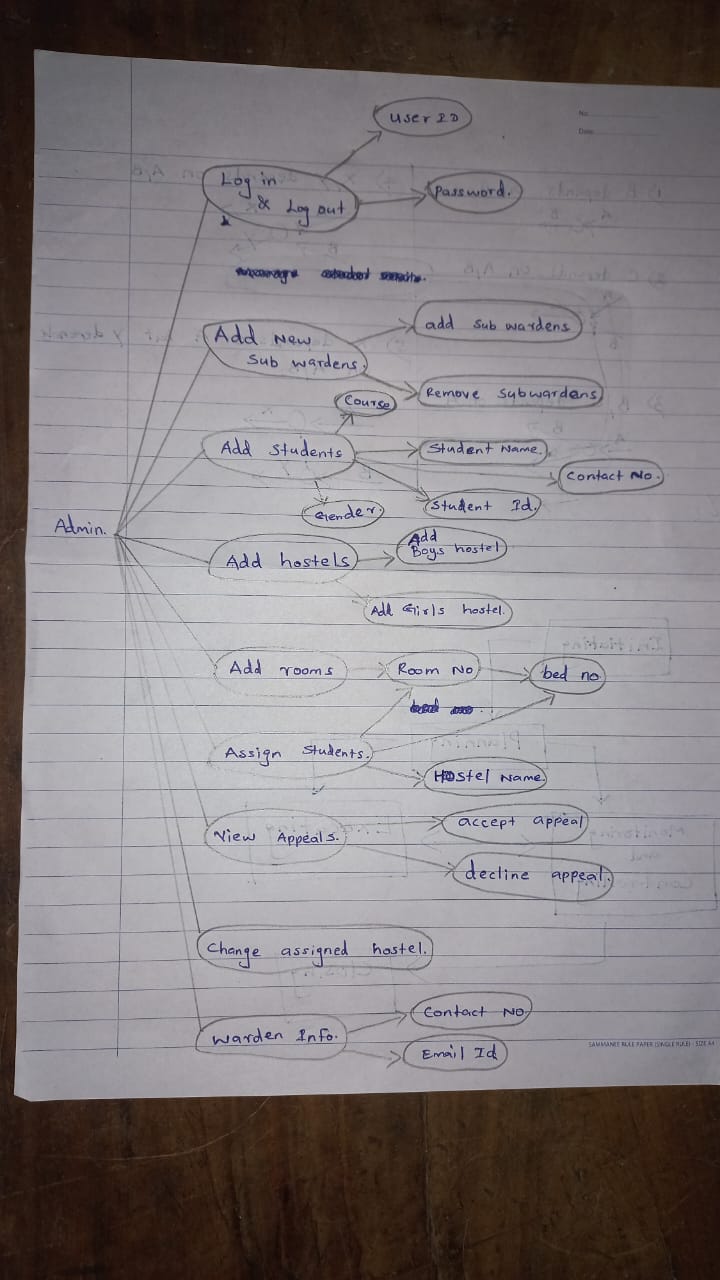 No:
Date:
User ID
Log in
& Log out
Password.
Add New
Sub wardens.
add Sub wardens
Remove Subwardens
Course
Add Students
Student Name.
Contact No.
Student Id.
Gender.
Admin.
Add hostels
Add
Boys hostel
Add Girls hostel.
Add rooms
Room No
bed no
Assign Students.
Hostel Name
View Appeals.
accept appeal
decline appeal.
Change assigned hostel.
Contact No
Warden Info.
Email Id
SAMMANEE RULE PAPER (SINGLE RULE) - SIZE A4